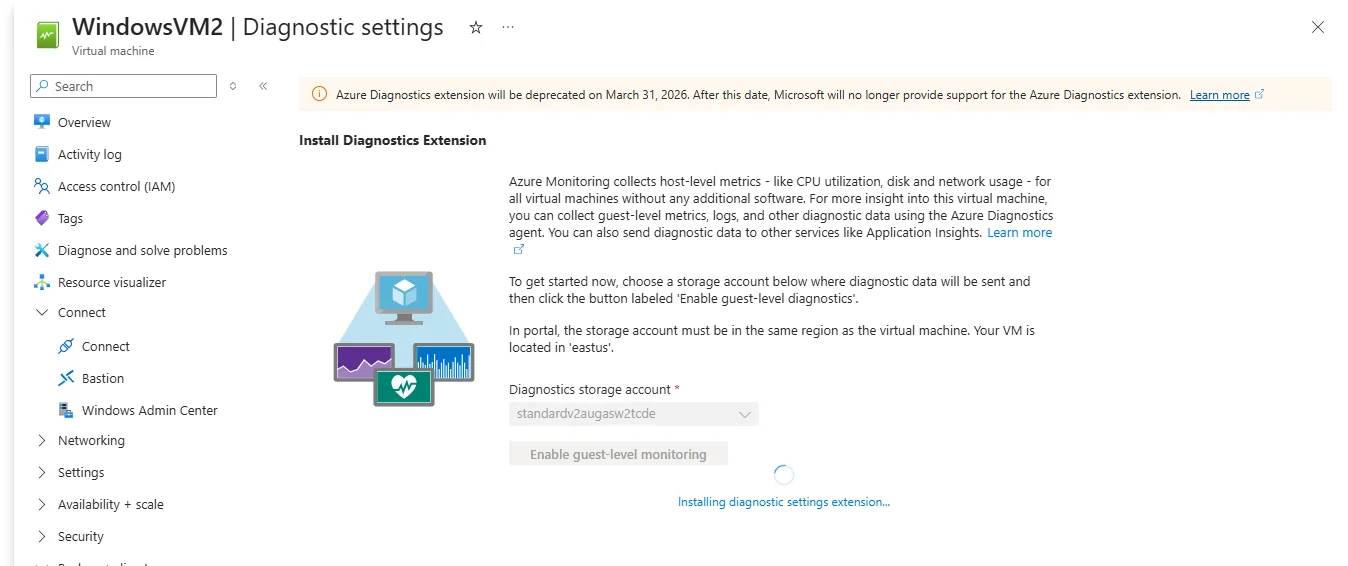 WindowsVM2 | Diagnostic settings
Virtual machine
Search
Overview
Activity log
Access control (IAM)
Tags
Diagnose and solve problems
Resource visualizer
Connect
Connect
Bastion
Windows Admin Center
Networking
Settings
Availability + scale
Security
Azure Diagnostics extension will be deprecated on March 31, 2026. After this date, Microsoft will no longer provide support for the Azure Diagnostics extension. Learn more
Install Diagnostics Extension
Azure Monitoring collects host-level metrics - like CPU utilization, disk and network usage - for
all virtual machines without any additional software. For more insight into this virtual machine,
you can collect guest-level metrics, logs, and other diagnostic data using the Azure Diagnostics
agent. You can also send diagnostic data to other services like Application Insights. Learn more
To get started now, choose a storage account below where diagnostic data will be sent and
then click the button labeled 'Enable guest-level diagnostics'.
In portal, the storage account must be in the same region as the virtual machine. Your VM is
located in 'eastus'.
Diagnostics storage account *
standardv2augasw2tcde
Enable guest-level monitoring
Installing diagnostic settings extension...